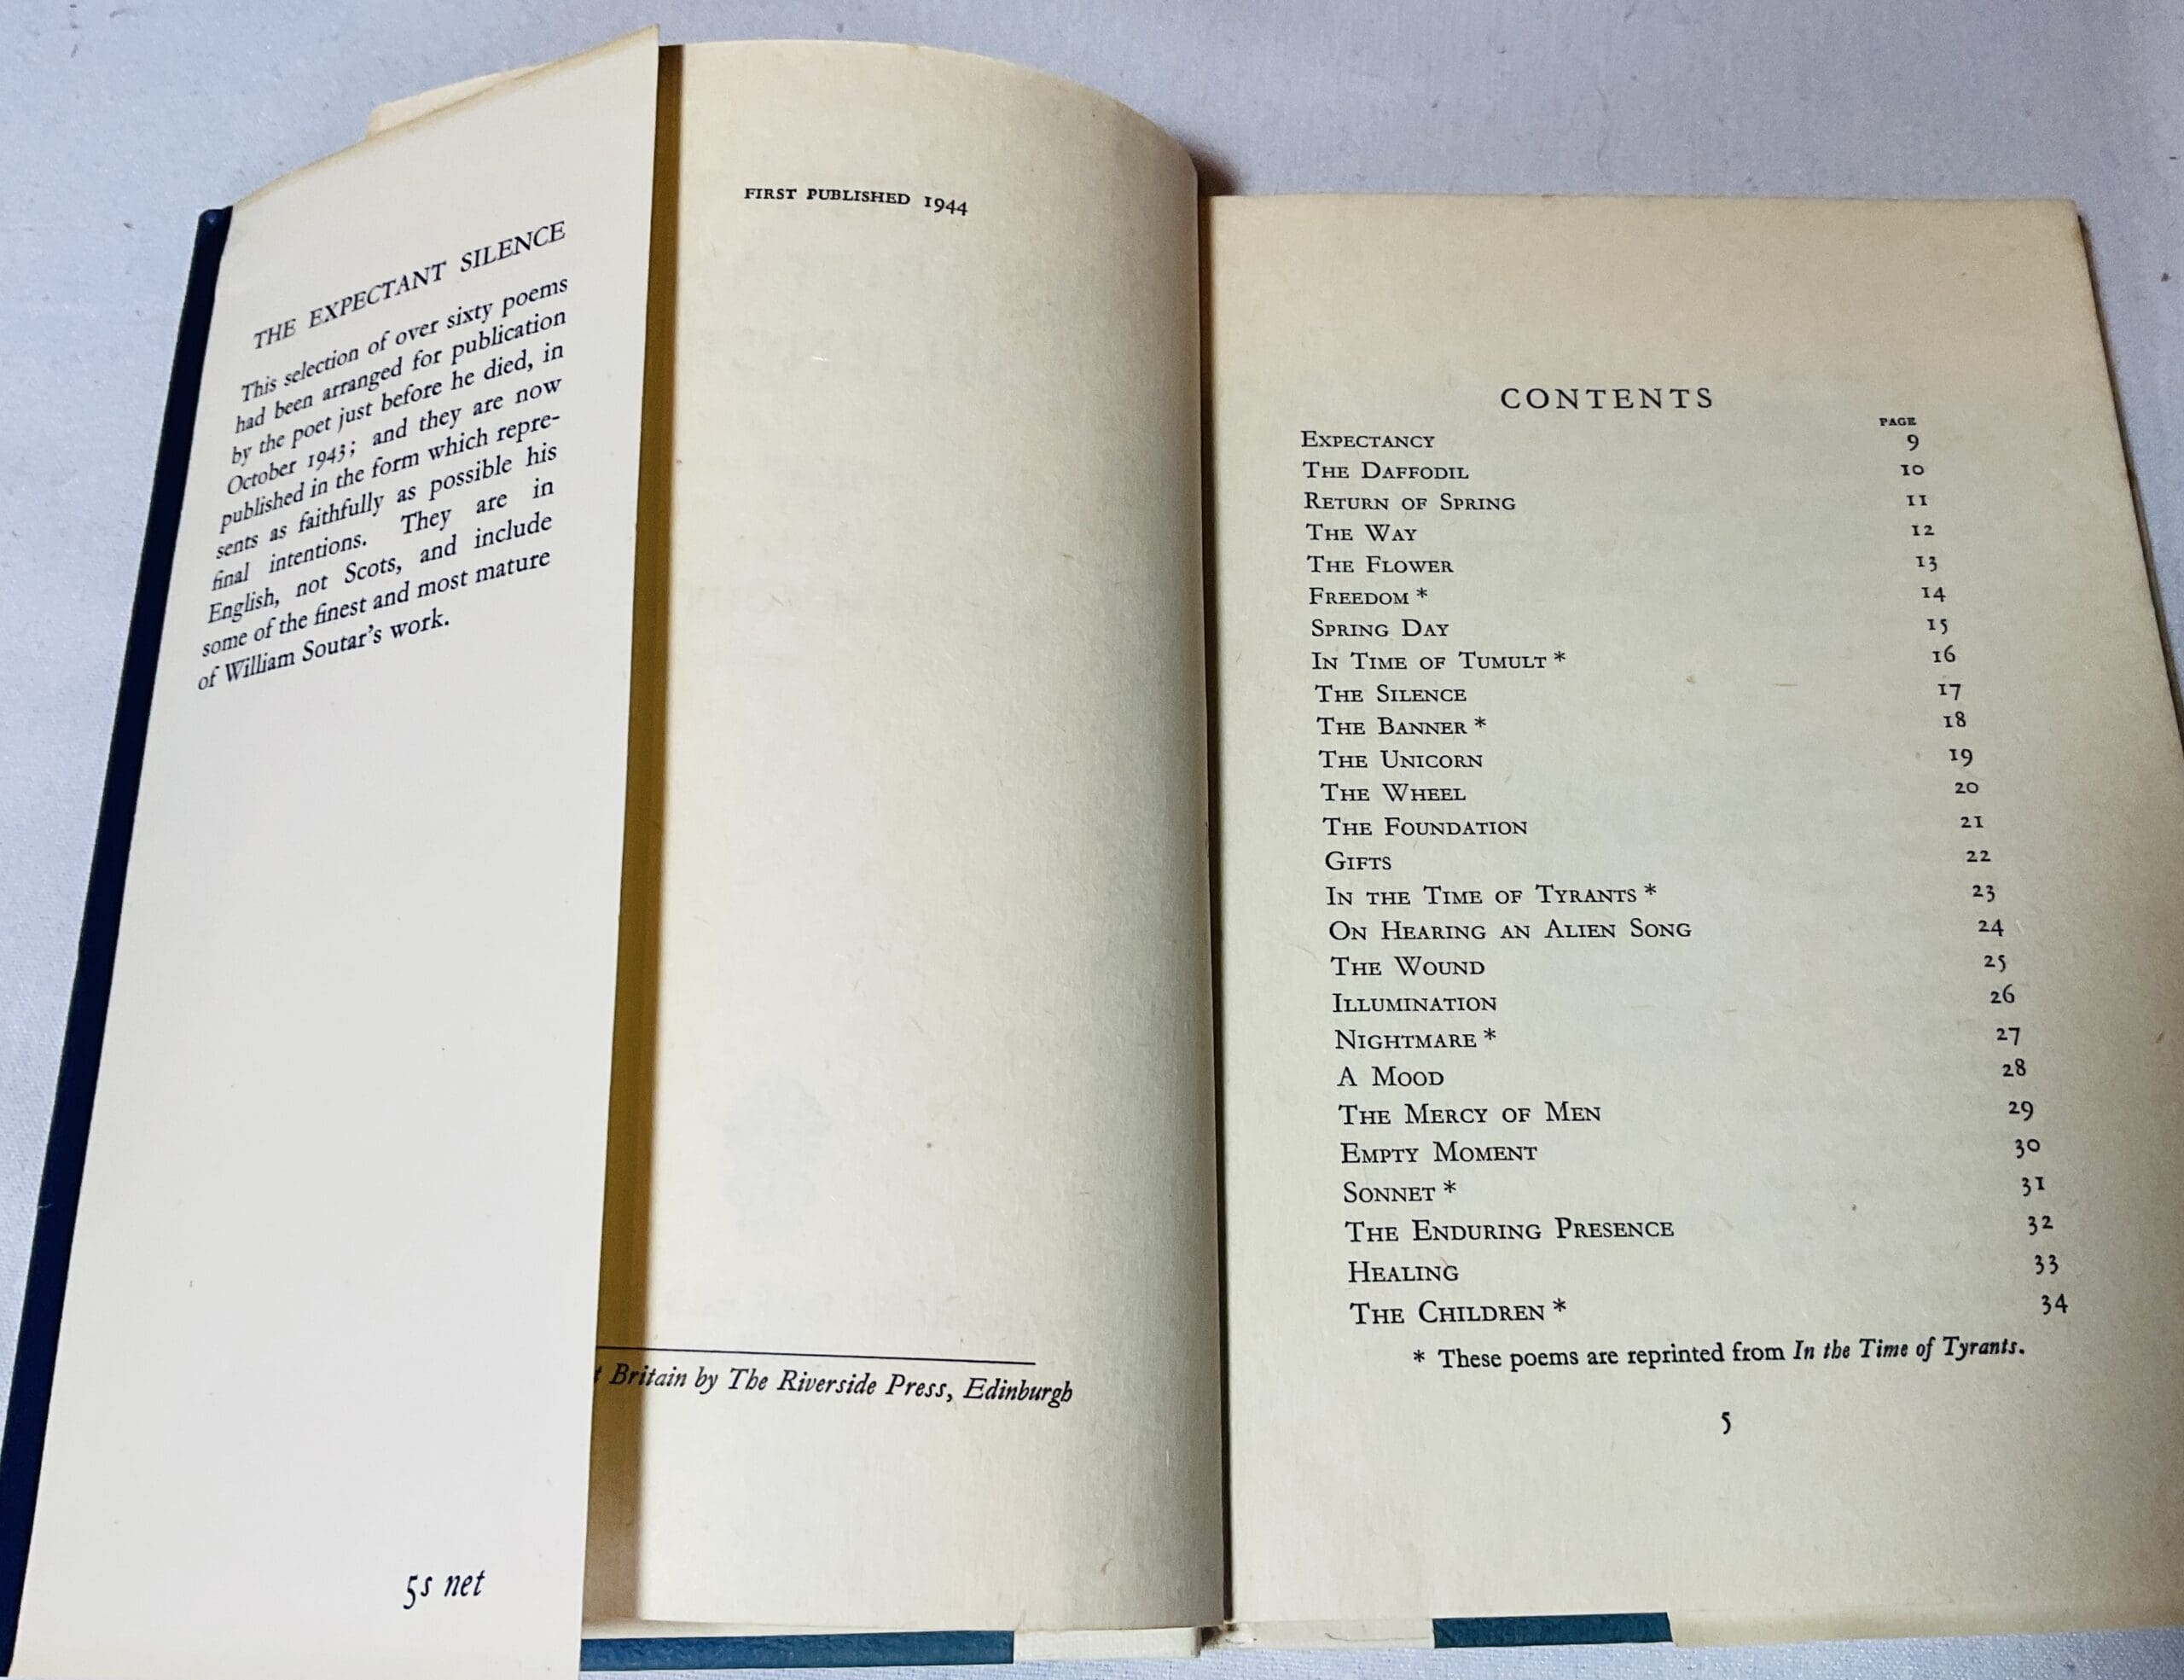 THE EXPECTANT SILENCE
This selection of over sixty poems
had been arranged for publication
by the poet just before he died, in
October 1943; and they are now
published in the form which repre-
sents as faithfully as possible his
final intentions. They are in
English, not Scots, and include
some of the finest and most mature
of William Soutar's work.
5s net
FIRST PUBLISHED 1944
Britain by The Riverside Press, Edinburgh
CONTENTS
PAGE
EXPECTANCY 9
THE DAFFODIL 10
RETURN OF SPRING 11
THE WAY 12
THE FLOWER 13
FREEDOM * 14
SPRING DAY 15
IN TIME OF TUMULT * 16
THE SILENCE 17
THE BANNER * 18
THE UNICORN 19
THE WHEEL 20
THE FOUNDATION 21
GIFTS 22
IN THE TIME OF TYRANTS * 23
ON HEARING AN ALIEN SONG 24
THE WOUND 25
ILLUMINATION 26
NIGHTMARE * 27
A MOOD 28
THE MERCY OF MEN 29
EMPTY MOMENT 30
SONNET * 31
THE ENDURING PRESENCE 32
HEALING 33
THE CHILDREN * 34
* These poems are reprinted from In the Time of Tyrants.
5